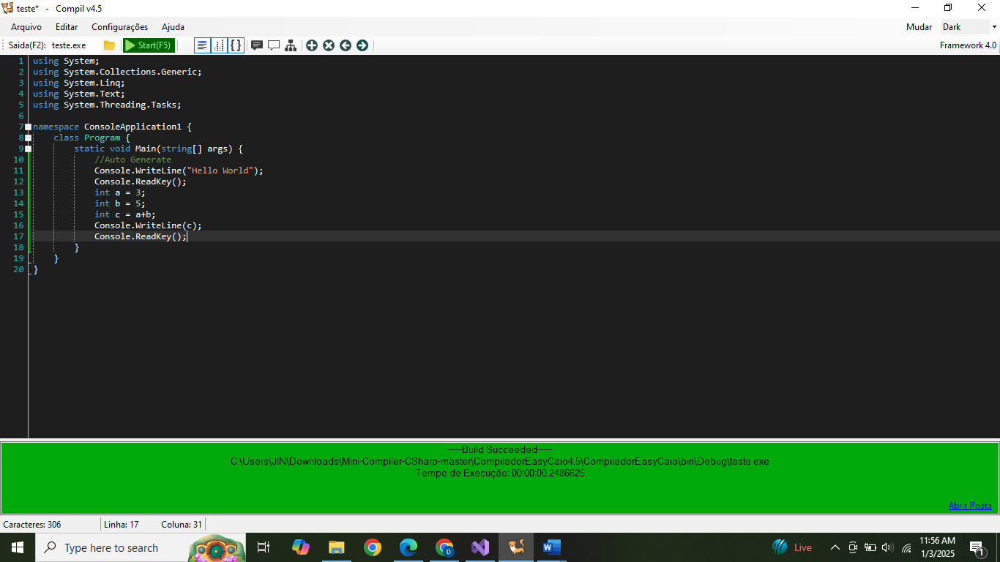 teste* - Compil v4.5
Arquivo Editar Configurações Ajuda Mudar Dark
Saida(F2): teste.exe Start(F5) Framework 4.0
1 using System;
2 using System.Collections.Generic;
3 using System.Linq;
4 using System.Text;
5 using System.Threading.Tasks;
6
7 namespace ConsoleApplication1 {
8 class Program {
9 static void Main(string[] args) {
10 //Auto Generate
11 Console.WriteLine("Hello World");
12 Console.ReadKey();
13 int a = 3;
14 int b = 5;
15 int c = a+b;
16 Console.WriteLine(c);
17 Console.ReadKey();
18 }
19 }
20 }
-----Build Succeeded-----
C:\Users\JIN\Downloads\Mini-Compiler-CSharp-master\CompiladorEasyCaio4.5\CompiladorEasyCaio\bin\Debug\teste.exe
Tempo de Execução: 00:00:00.2486625
Abrir Pasta
Caracteres: 306 Linha: 17 Coluna: 31
Type here to search Live 11:56 AM
1/3/2025
1